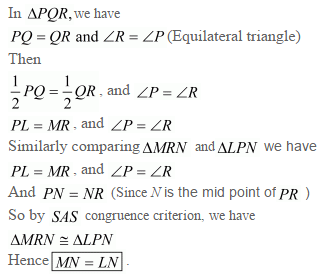 In ΔPQR, we have
PQ = QR and ∠R = ∠P (Equilateral triangle)
Then
1/2 PQ = 1/2 QR , and ∠P = ∠R
PL = MR , and ∠P = ∠R
Similarly comparing ΔMRN and ΔLPN we have
PL = MR , and ∠P = ∠R
And PN = NR (Since N is the mid point of PR )
So by SAS congruence criterion, we have
ΔMRN ≅ ΔLPN
Hence MN = LN .